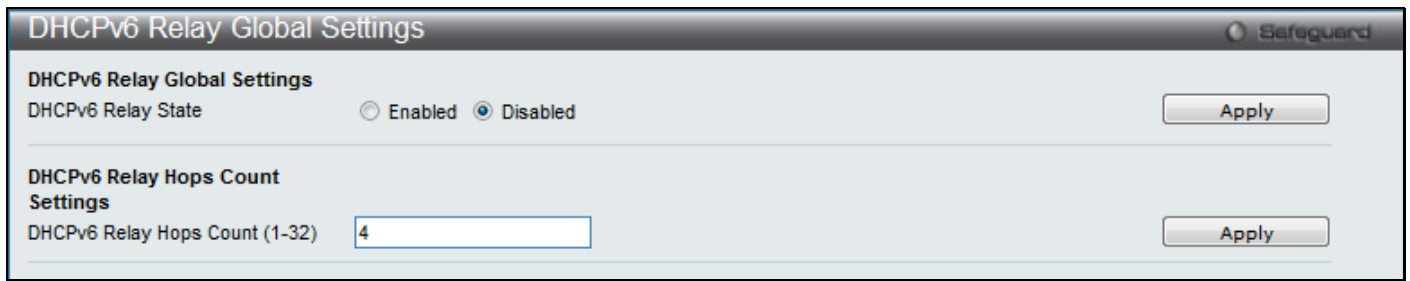 DHCPv6 Relay Global Settings
Safeguard
DHCPv6 Relay Global Settings
DHCPv6 Relay State Enabled Disabled Apply
DHCPv6 Relay Hops Count
Settings
DHCPv6 Relay Hops Count (1-32) 4 Apply